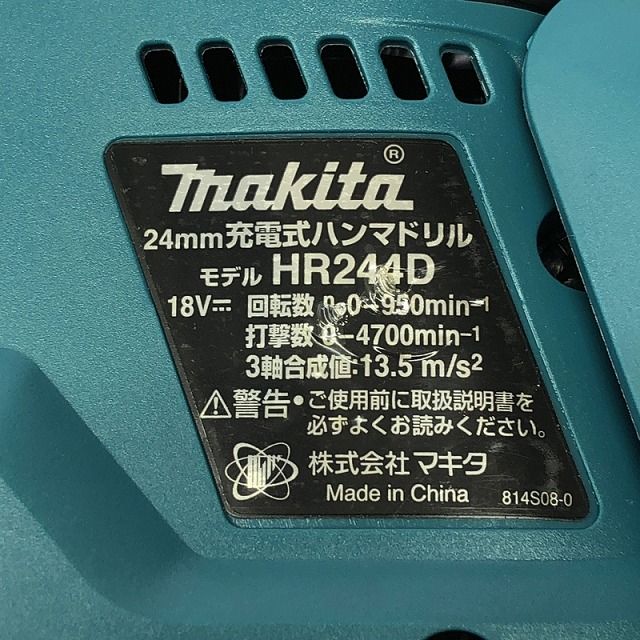 makita®
24mm充電式ハンマドリル
モデル HR244D
18V⎓ 回転数 0-950min-1
打撃数 0-4700min-1
3軸合成値:13.5 m/s2
⚠警告●ご使用前に取扱説明書を
必ずよくお読みください。
株式会社 マキタ
Made in China 814S08-0